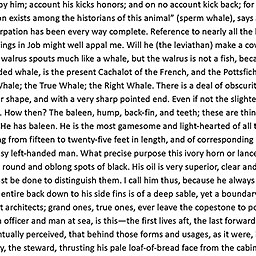 by him; account his kicks honors; and on no account kick back; for
on exists among the historians of this animal" (sperm whale), says
rpation has been every way complete. Reference to nearly all the l
ings in Job might well appal me. Will he (the leviathan) make a cov
walrus spouts much like a whale, but the walrus is not a fish, beca
ded whale, is the present Cachalot of the French, and the Pottsfich
Whale; the True Whale; the Right Whale. There is a deal of obscurit
r shape, and with a very sharp pointed end. Even if not the slighte
. How then? The baleen, hump, back-fin, and teeth; these are thin
He has baleen. He is the most gamesome and light-hearted of all t
ng from fifteen to twenty-five feet in length, and of corresponding
sy left-handed man. What precise purpose this ivory horn or lance
round and oblong spots of black. His oil is very superior, clear and
st be done to distinguish them. I call him thus, because he always
entire back down to his side fins is of a deep sable, yet a boundar
t architects; grand ones, true ones, ever leave the copestone to po
n officer and man at sea, is this—the first lives aft, the last forward
ntually perceived, that behind those forms and usages, as it were,
y, the steward, thrusting his pale loaf-of-bread face from the cabin